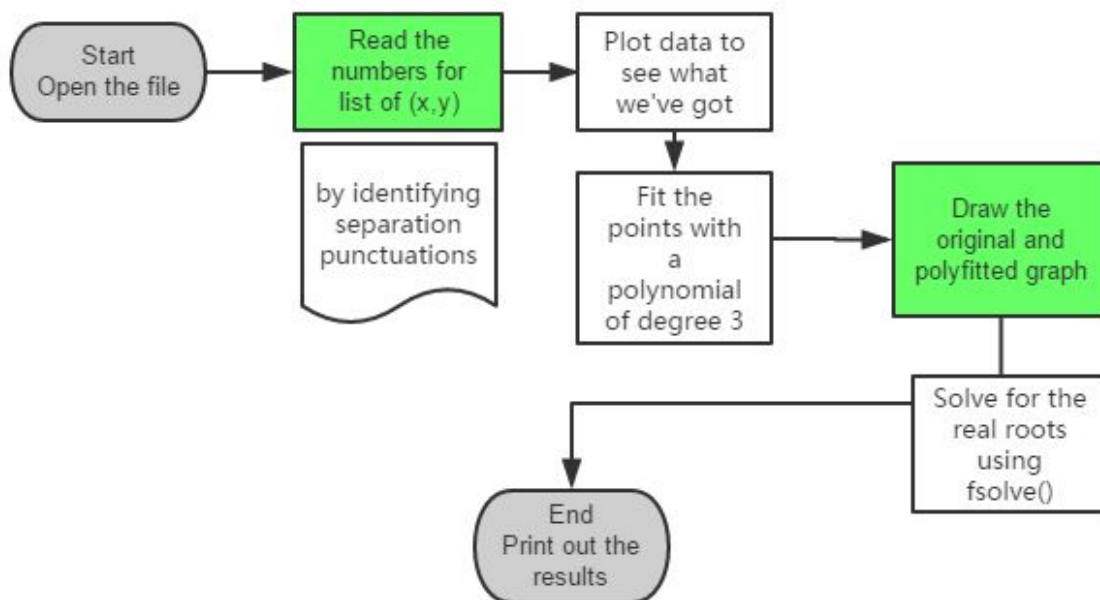 Start
Open the file
Read the
numbers for
list of (x,y)
by identifying
separation
punctuations
Plot data to
see what
we've got
Fit the
points with
a
polynomial
of degree 3
Draw the
original and
polyfitted graph
Solve for the
real roots
using
fsolve()
End
Print out the
results